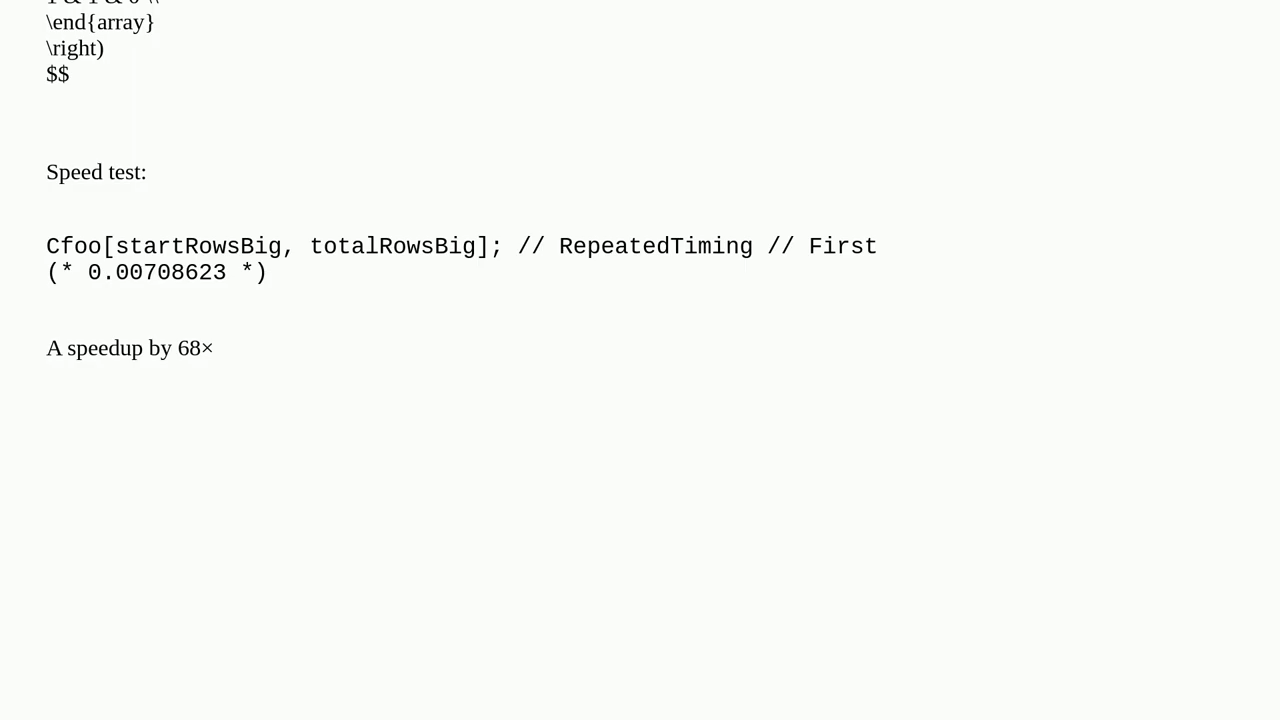 \end{array}
\right)
$$
Speed test:
Cfoo[startRowsBig, totalRowsBig]; // RepeatedTiming // First
(* 0.00708623 *)
A speedup by 68×